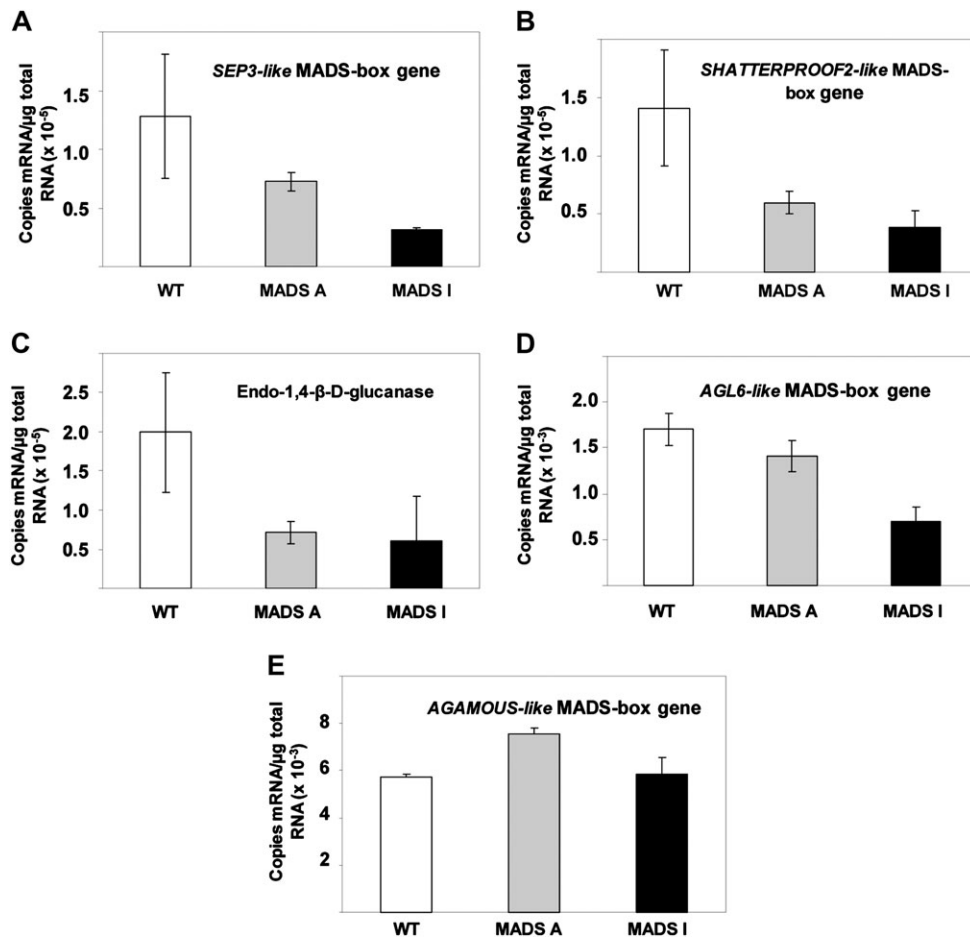 A
Copies mRNA/µg total
RNA (x 10⁻⁵)
1.5
1.0
0.5
SEP3-like MADS-box gene
WT MADS A MADS I
B
Copies mRNA/µg total
RNA (x 10⁻⁵)
1.5
1.0
0.5
SHATTERPROOF2-like MADS-
box gene
WT MADS A MADS I
C
Copies mRNA/µg total
RNA (x 10⁻⁵)
2.5
2.0
1.5
1.0
0.5
Endo-1,4-β-D-glucanase
WT MADS A MADS I
D
Copies mRNA/µg total
RNA (x 10⁻³)
2.0
1.5
1.0
0.5
AGL6-like MADS-box gene
WT MADS A MADS I
E
Copies mRNA/µg total
RNA (x 10⁻³)
8
6
4
2
AGAMOUS-like MADS-box gene
WT MADS A MADS I